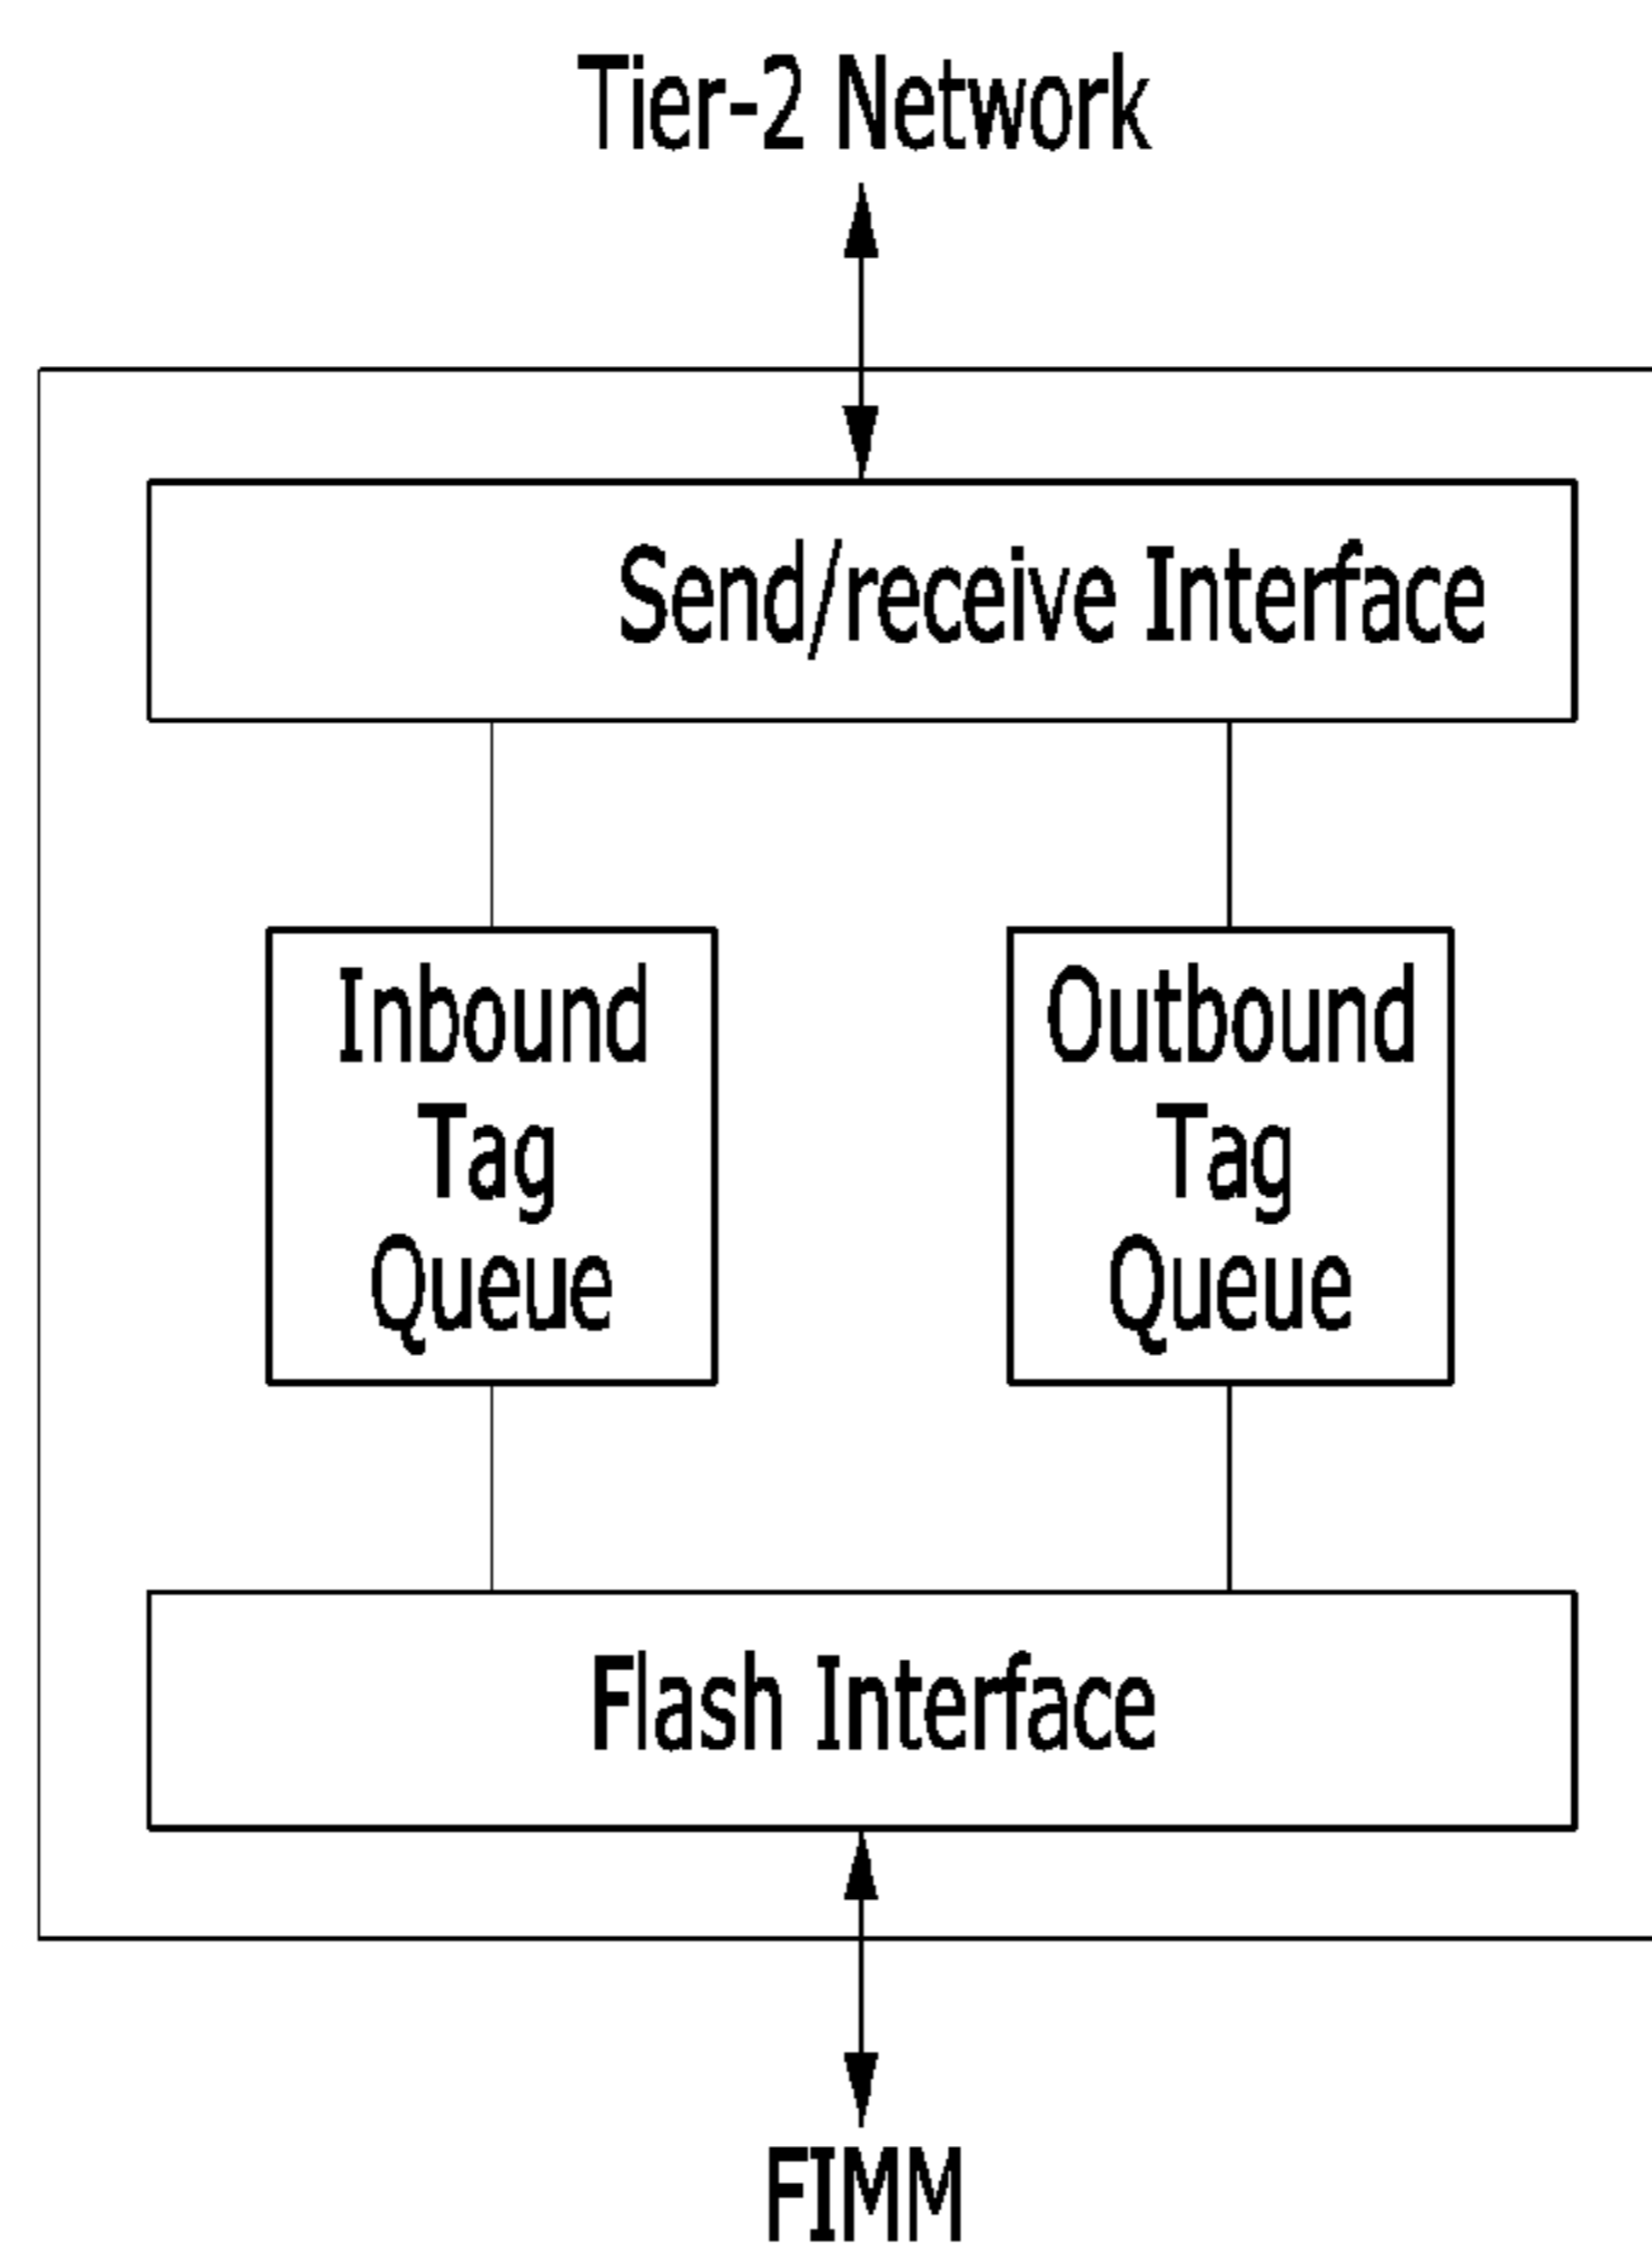 Tier-2 Network
Send/receive Interface
Inbound
Tag
Queue
Outbound
Tag
Queue
Flash Interface
FIMM